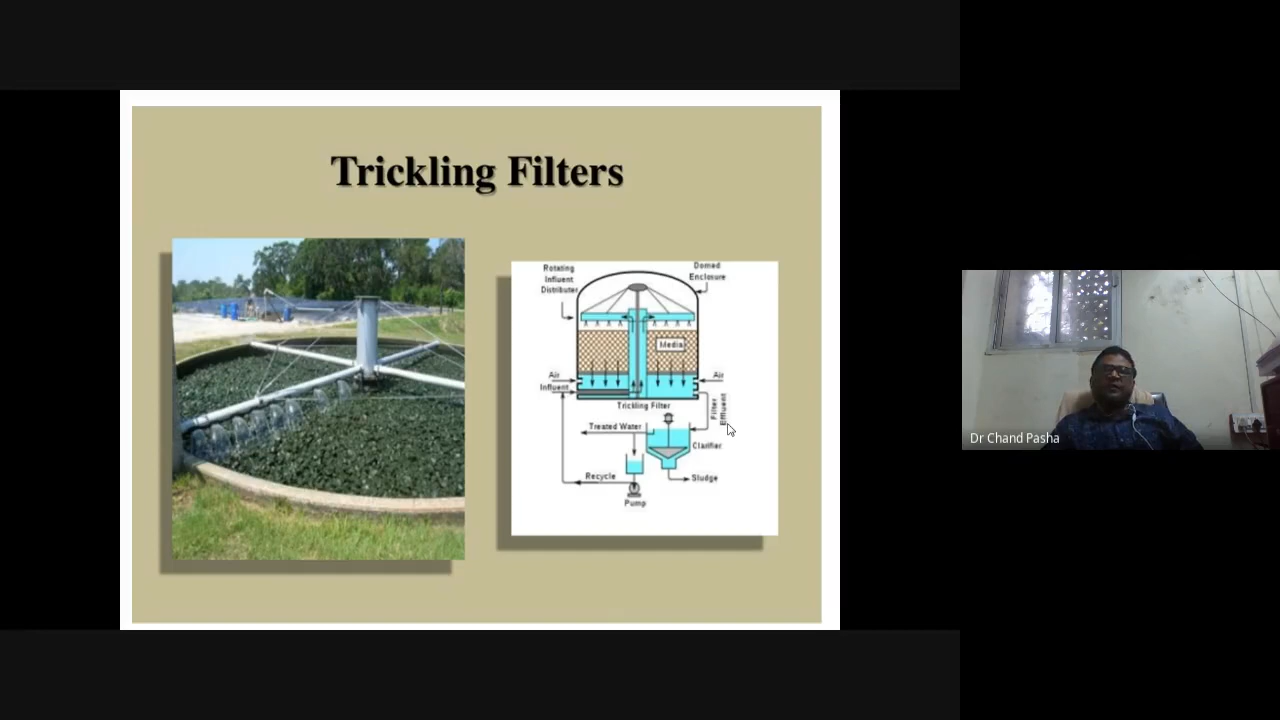 Trickling Filters
Rotating
Influent
Distributer
Domed
Enclosure
Media
Air
Influent
Air
Trickling Filter
Filter
Effluent
Treated Water
Clarifier
Recycle
Sludge
Pump
Dr Chand Pasha